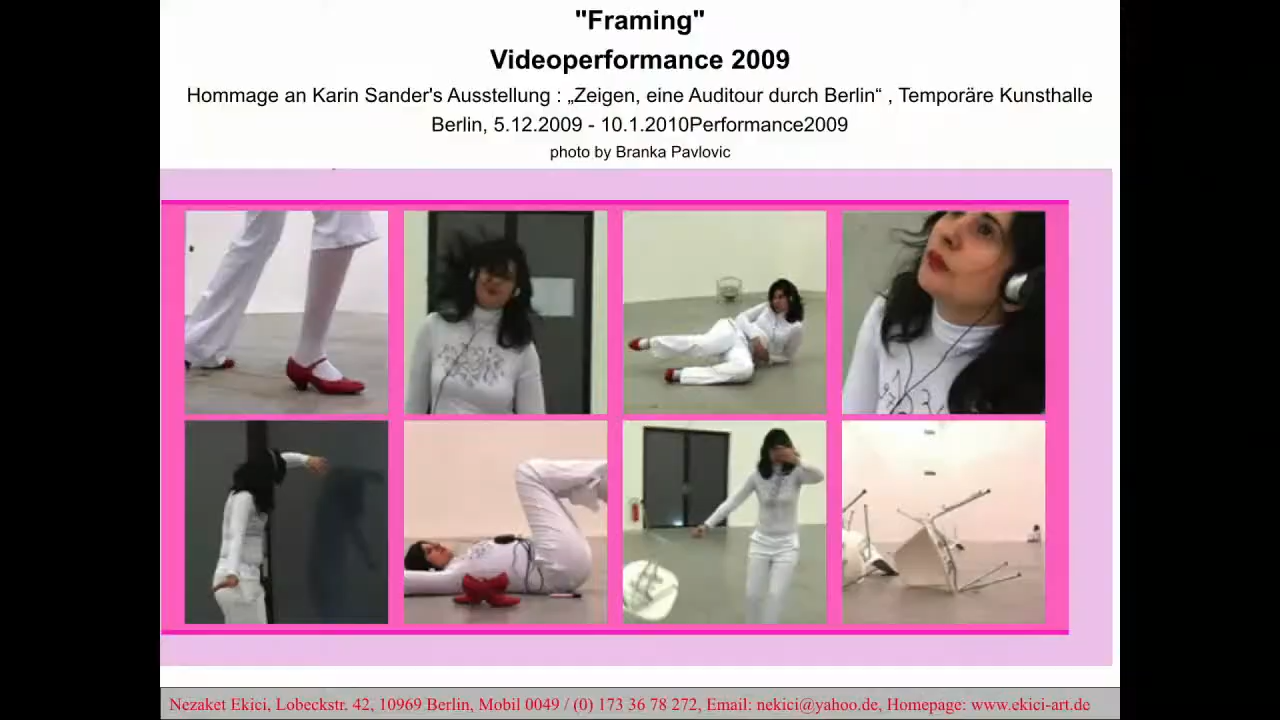 "Framing"
Videoperformance 2009
Hommage an Karin Sander's Ausstellung : „Zeigen, eine Auditour durch Berlin“ , Temporäre Kunsthalle
Berlin, 5.12.2009 - 10.1.2010Performance2009
photo by Branka Pavlovic
Nezaket Ekici, Lobeckstr. 42, 10969 Berlin, Mobil 0049 / (0) 173 36 78 272, Email: nekici@yahoo.de, Homepage: www.ekici-art.de